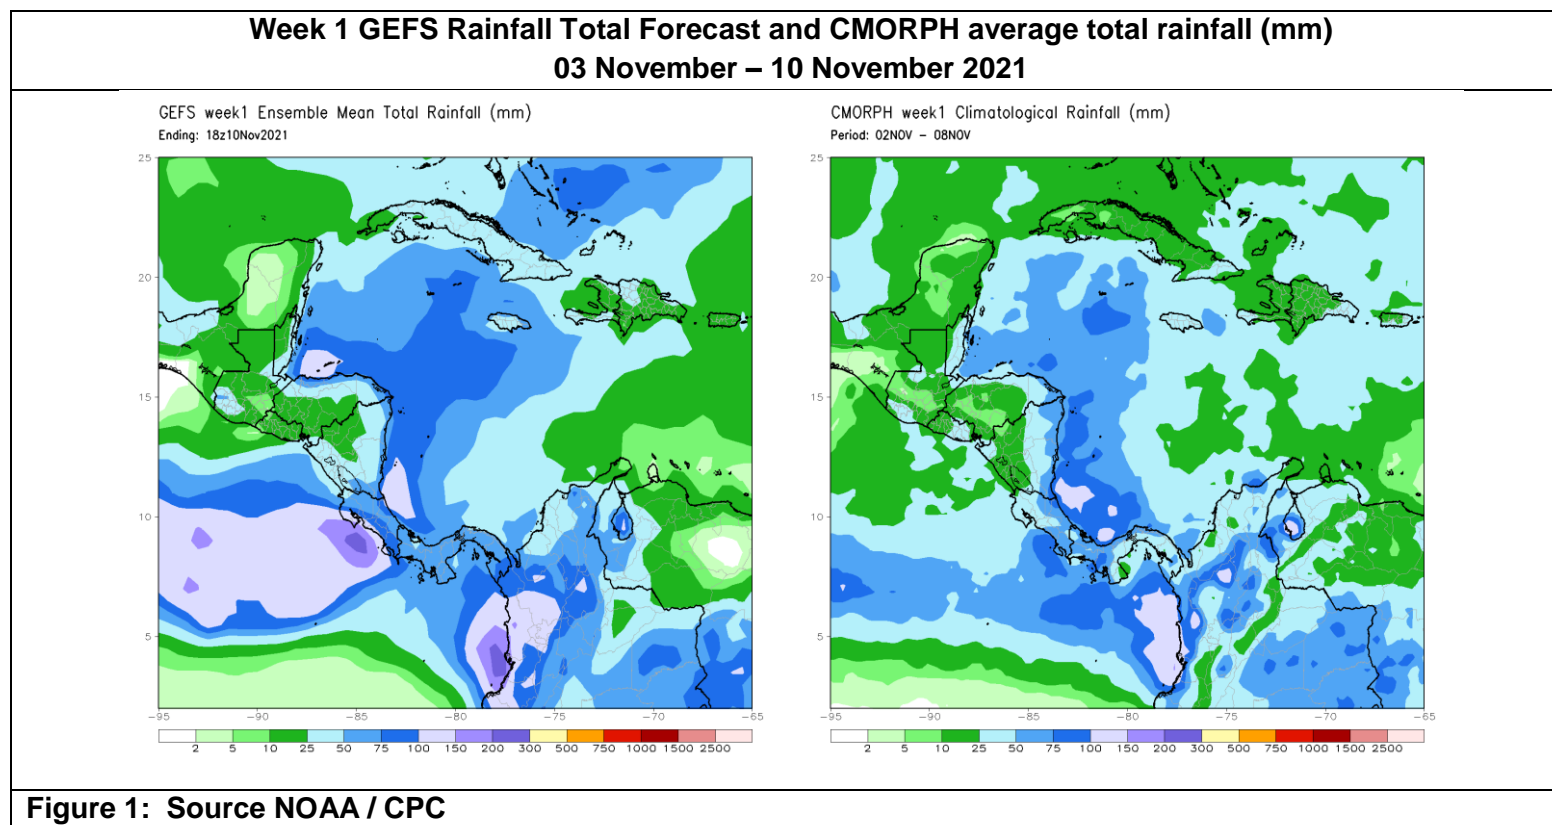 Week 1 GEFS Rainfall Total Forecast and CMORPH average total rainfall (mm)
03 November – 10 November 2021
GEFS week1 Ensemble Mean Total Rainfall (mm)
Ending: 18z10Nov2021
25
20
15
10
5
-95 -90 -85 -80 -75 -70 -65
2 5 10 25 50 75 100 150 200 300 500 750 1000 1500 2500
CMORPH week1 Climatological Rainfall (mm)
Period: 02NOV – 08NOV
25
20
15
10
5
-95 -90 -85 -80 -75 -70 -65
2 5 10 25 50 75 100 150 200 300 500 750 1000 1500 2500
Figure 1: Source NOAA / CPC